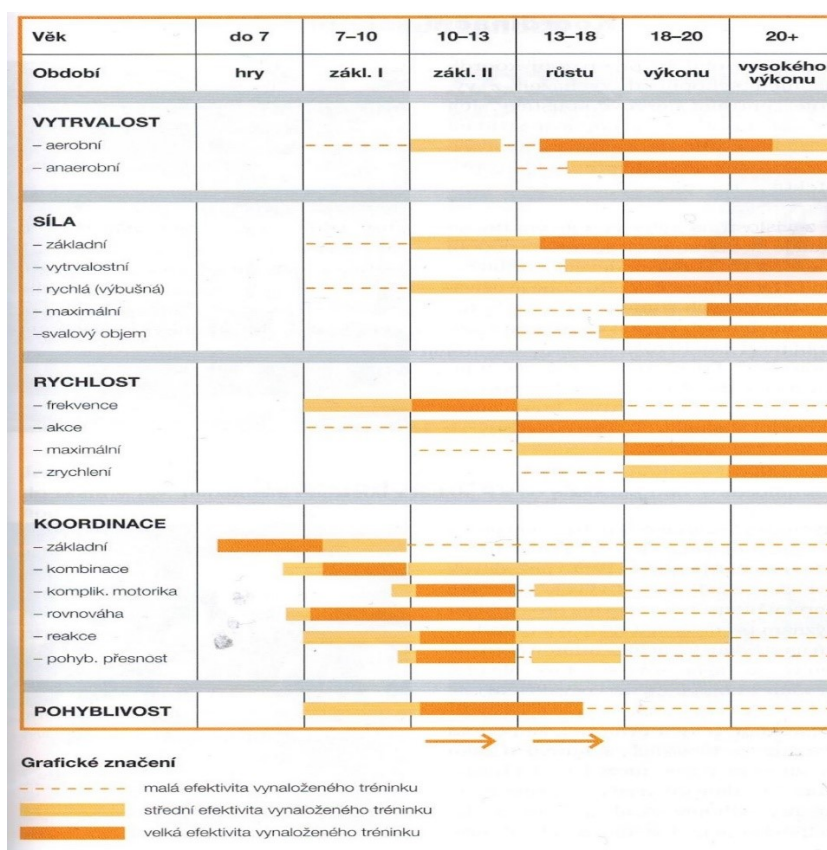 Věk do 7 7–10 10–13 13–18 18–20 20+
Období hry zákl. I zákl. II růstu výkonu vysokého
výkonu
VYTRVALOST
– aerobní
– anaerobní
SÍLA
– základní
– vytrvalostní
– rychlá (výbušná)
– maximální
–svalový objem
RYCHLOST
– frekvence
– akce
– maximální
– zrychlení
KOORDINACE
– základní
– kombinace
– komplik. motorika
– rovnováha
– reakce
– pohyb. přesnost
POHYBLIVOST
Grafické značení
malá efektivita vynaloženého tréninku
střední efektivita vynaloženého tréninku
velká efektivita vynaloženého tréninku